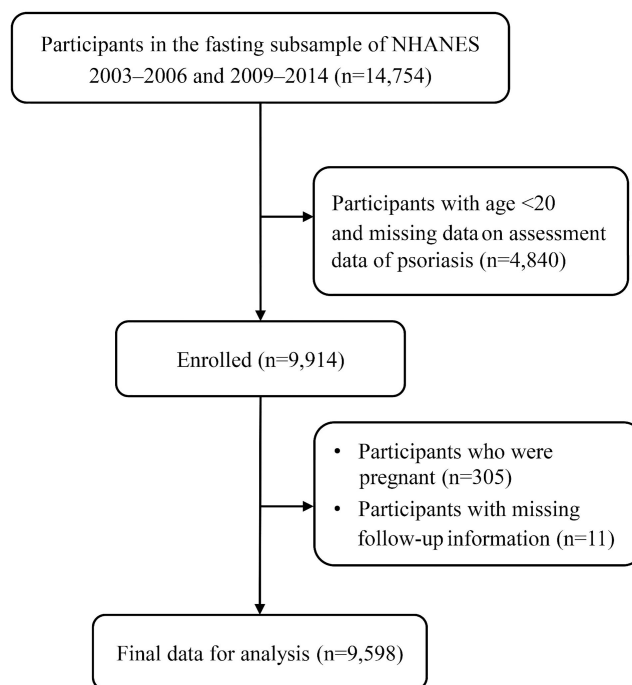 Participants in the fasting subsample of NHANES
2003–2006 and 2009–2014 (n=14,754)
Participants with age <20
and missing data on assessment
data of psoriasis (n=4,840)
Enrolled (n=9,914)
• Participants who were
pregnant (n=305)
• Participants with missing
follow-up information (n=11)
Final data for analysis (n=9,598)